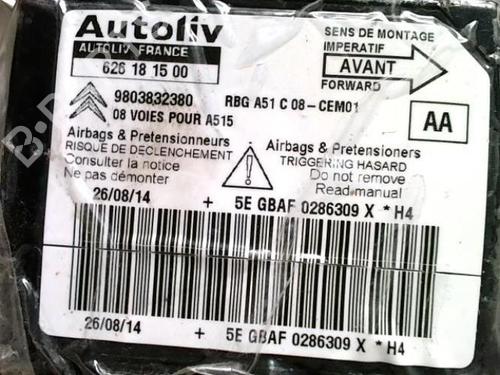 Autoliv
AUTOLIV FRANCE
626 18 15 00
SENS DE MONTAGE
IMPERATIF
AVANT
FORWARD
9803832380 RBG A51 C 08-CEM01
08 VOIES POUR A515
AA
Airbags & Pretensionneurs
RISQUE DE DECLENCHEMENT
Consulter la notice
Ne pas démonter
Airbags & Pretensioners
TRIGGERING HASARD
Do not remove
Read manual
26/08/14 + 5E GBAF 0286309 X * H4
26/08/14 + 5E GBAF 0286309 X * H4